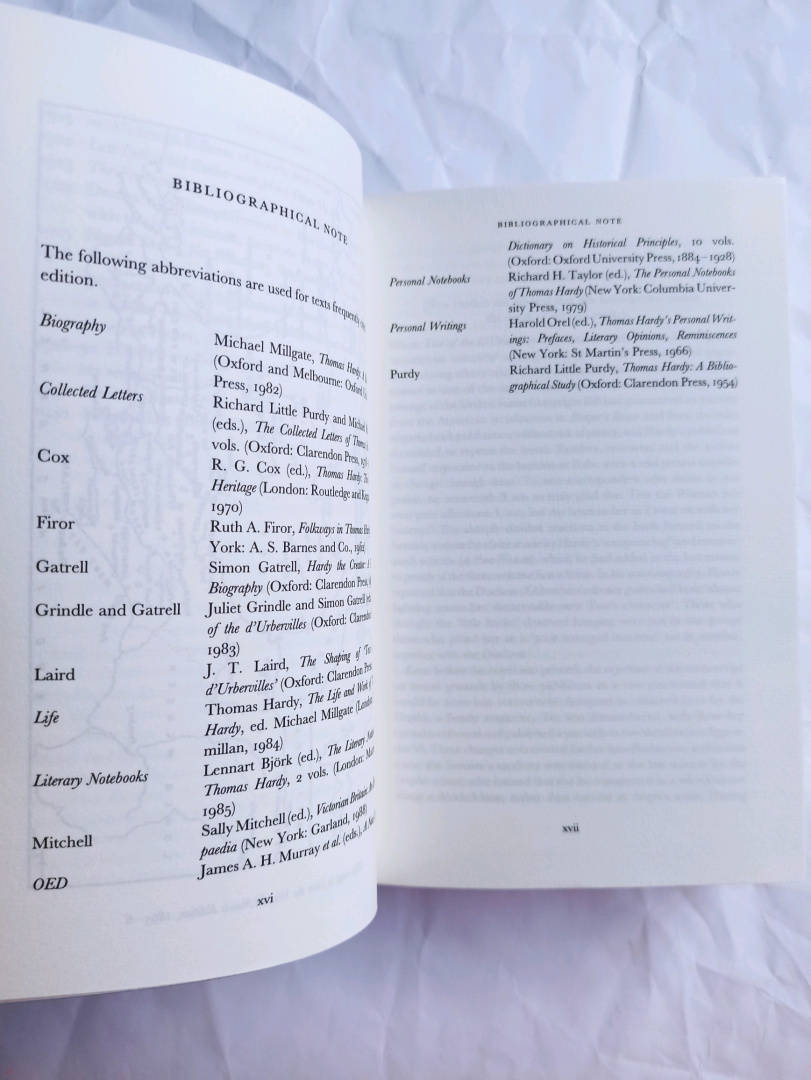 BIBLIOGRAPHICAL NOTE
The following abbreviations are used for texts frequently
edition.
Biography
Michael Millgate, Thomas Hardy: A
(Oxford and Melbourne: Oxford
Press, 1982)
Collected Letters
Richard Little Purdy and
(eds.), The Collected Letters of Thomas
vols. (Oxford: Clarendon Press,
Cox
R. G. Cox (ed.), Thomas Hardy:
Heritage (London: Routledge and
1970)
Firor
Ruth A. Firor, Folkways in Thomas
York: A. S. Barnes and Co.,
Gatrell
Simon Gatrell, Hardy the Creator: A
Biography (Oxford: Clarendon Press,
Grindle and Gatrell
Juliet Grindle and Simon Gatrell
of the d'Urbervilles (Oxford:
1983)
Laird
J. T. Laird, The Shaping of
d'Urbervilles' (Oxford: Clarendon
Life
Thomas Hardy, The Life and Work of
Hardy, ed. Michael Millgate
millan, 1984)
Literary Notebooks
Lennart Björk (ed.), The Literary
Thomas Hardy, 2 vols. (London:
1985)
Mitchell
Sally Mitchell (ed.), Victorian Britain:
paedia (New York: Garland, 1988)
OED
James A. H. Murray et al. (eds.), A
xvi
BIBLIOGRAPHICAL NOTE
Dictionary on Historical Principles, 10 vols.
(Oxford: Oxford University Press, 1884–1928)
Personal Notebooks
Richard H. Taylor (ed.), The Personal Notebooks
of Thomas Hardy (New York: Columbia Univer-
sity Press, 1979)
Personal Writings
Harold Orel (ed.), Thomas Hardy's Personal Writ-
ings: Prefaces, Literary Opinions, Reminiscences
(New York: St Martin's Press, 1966)
Purdy
Richard Little Purdy, Thomas Hardy: A Biblio-
graphical Study (Oxford: Clarendon Press, 1954)
xvii